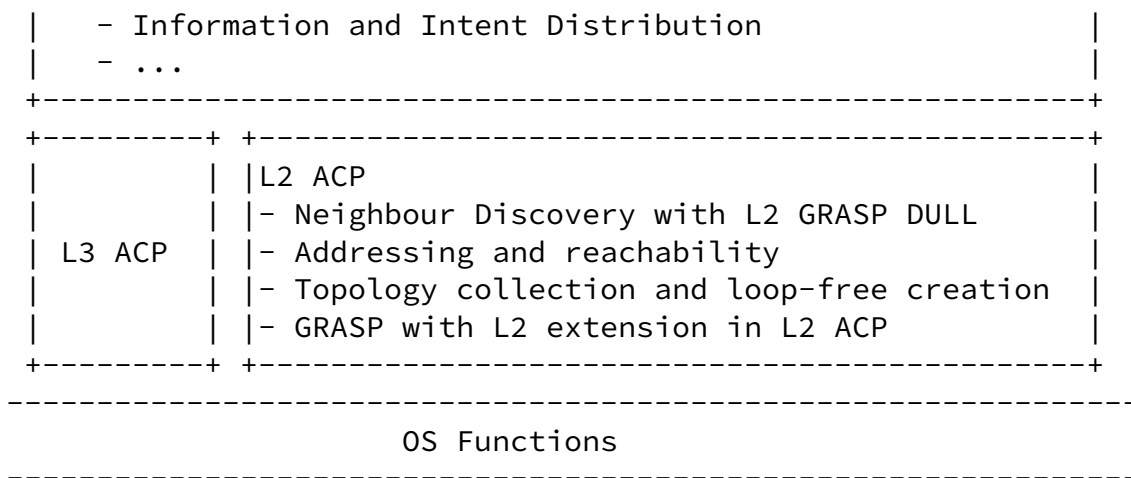 - Information and Intent Distribution
- ...
L2 ACP
- Neighbour Discovery with L2 GRASP DULL
L3 ACP - Addressing and reachability
- Topology collection and loop-free creation
- GRASP with L2 extension in L2 ACP
OS Functions